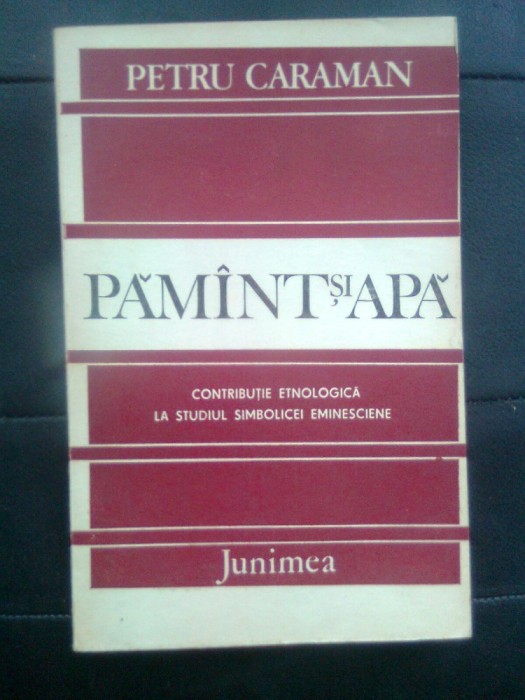 PETRU CARAMAN
PĂMÎNT ȘI APĂ
CONTRIBUȚIE ETNOLOGICĂ
LA STUDIUL SIMBOLICEI EMINESCIENE
Junimea